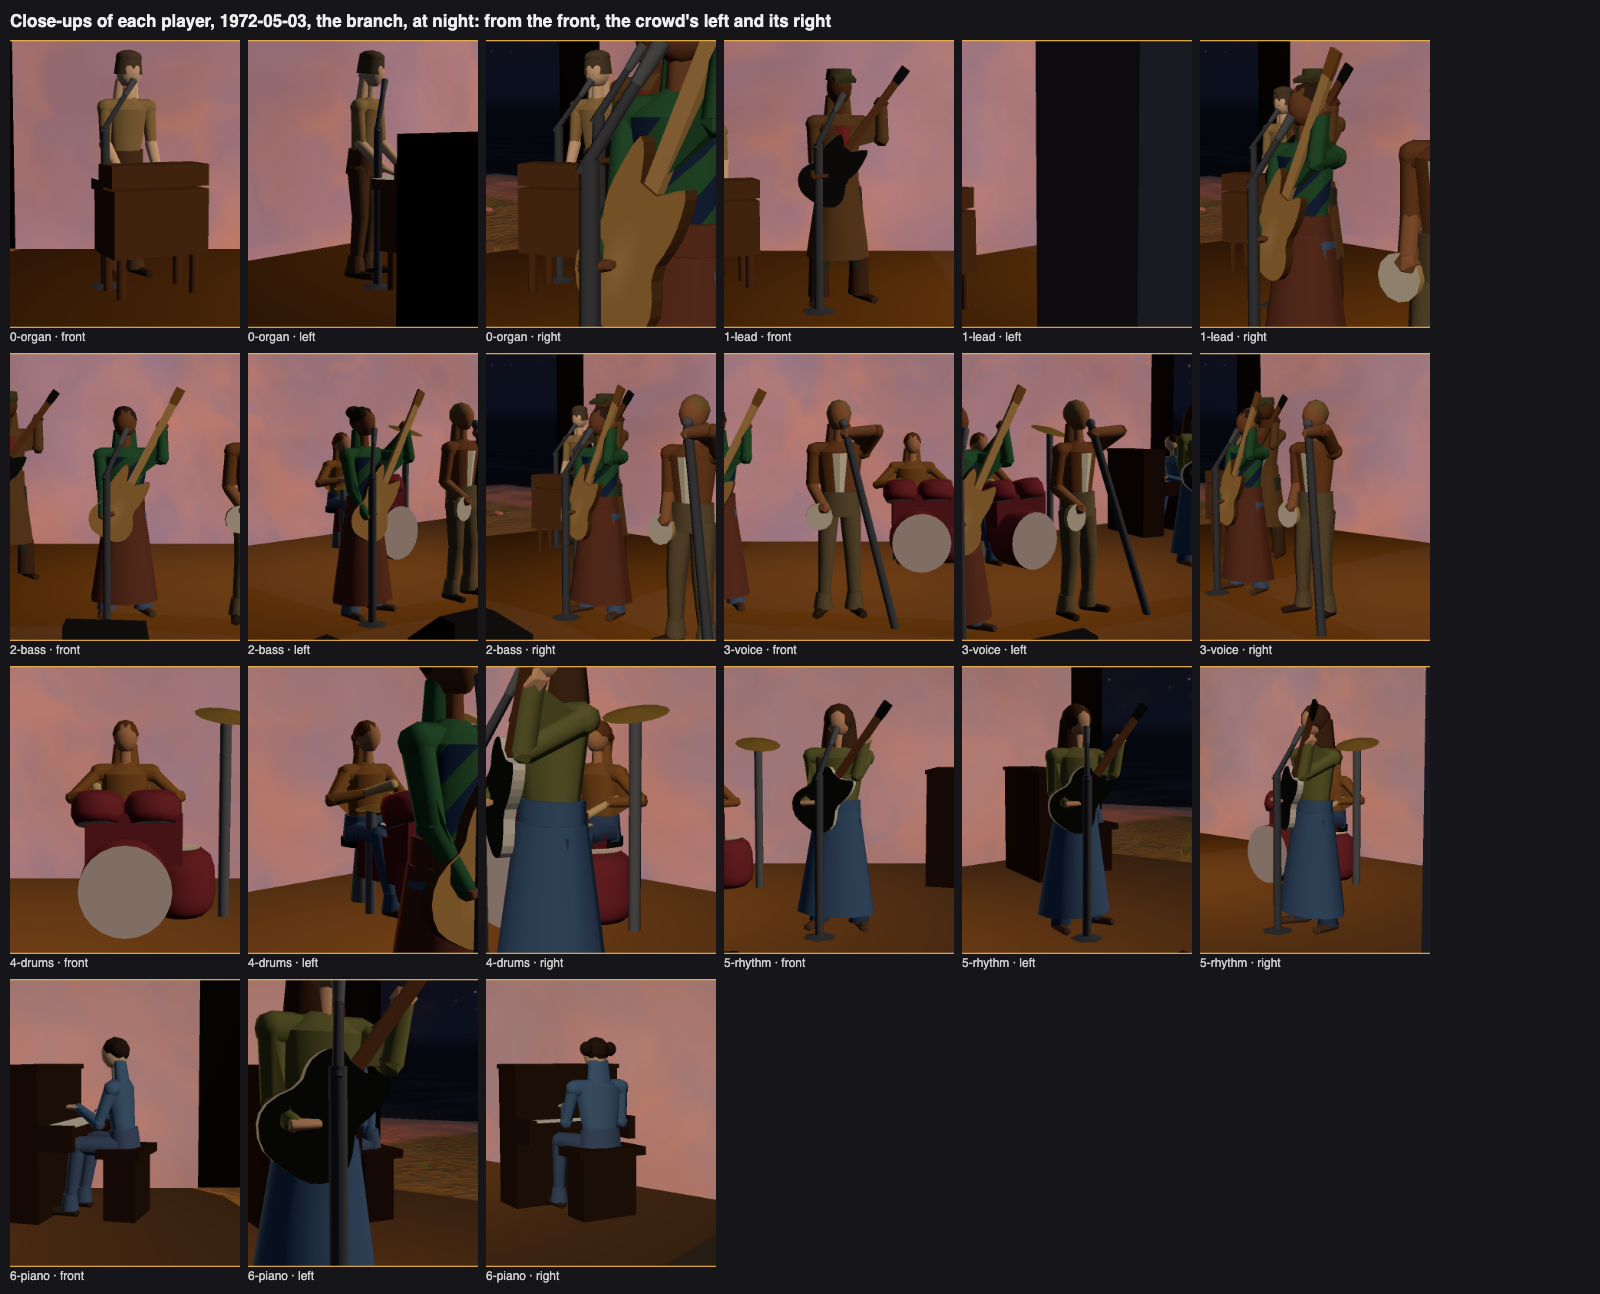 Close-ups of each player, 1972-05-03, the branch, at night: from the front, the crowd's left and its right
0-organ · front
0-organ · left
0-organ · right
1-lead · front
1-lead · left
1-lead · right
2-bass · front
2-bass · left
2-bass · right
3-voice · front
3-voice · left
3-voice · right
4-drums · front
4-drums · left
4-drums · right
5-rhythm · front
5-rhythm · left
5-rhythm · right
6-piano · front
6-piano · left
6-piano · right